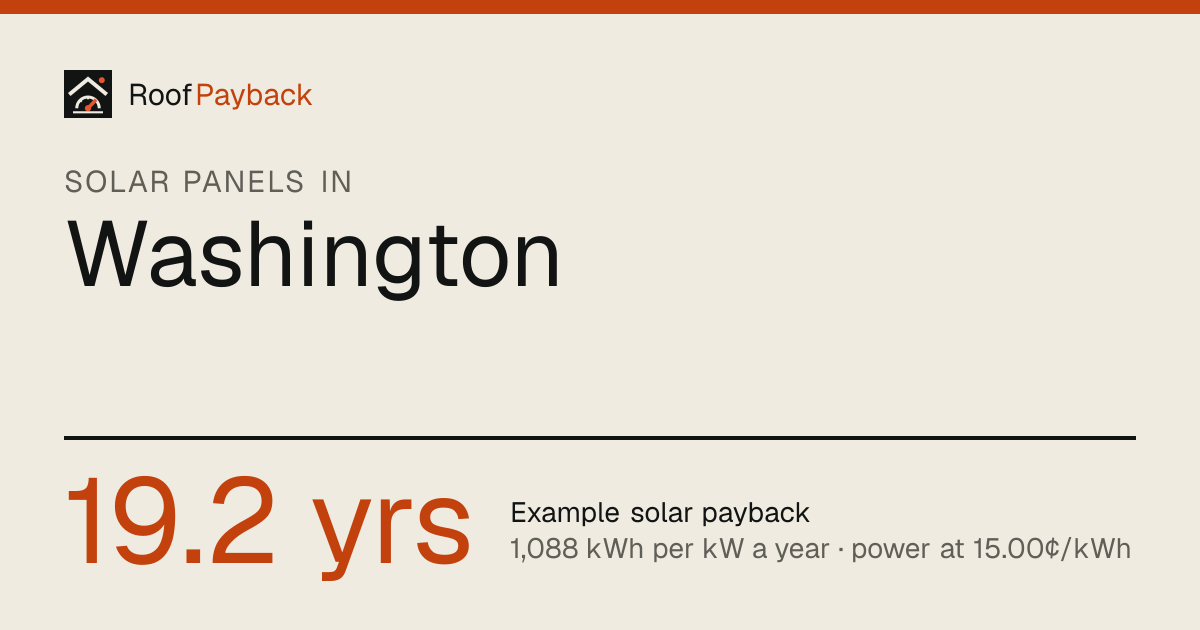 RoofPayback
SOLAR PANELS IN
Washington
19.2 yrs
Example solar payback
1,088 kWh per kW a year · power at 15.00¢/kWh